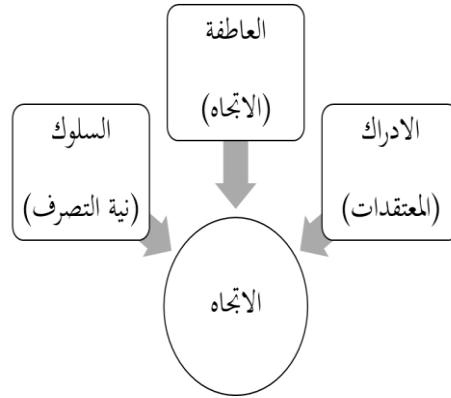 العاطفة
(الاتجاه)
الادراك
(المعتقدات)
السلوك
(نية التصرف)
الاتجاه